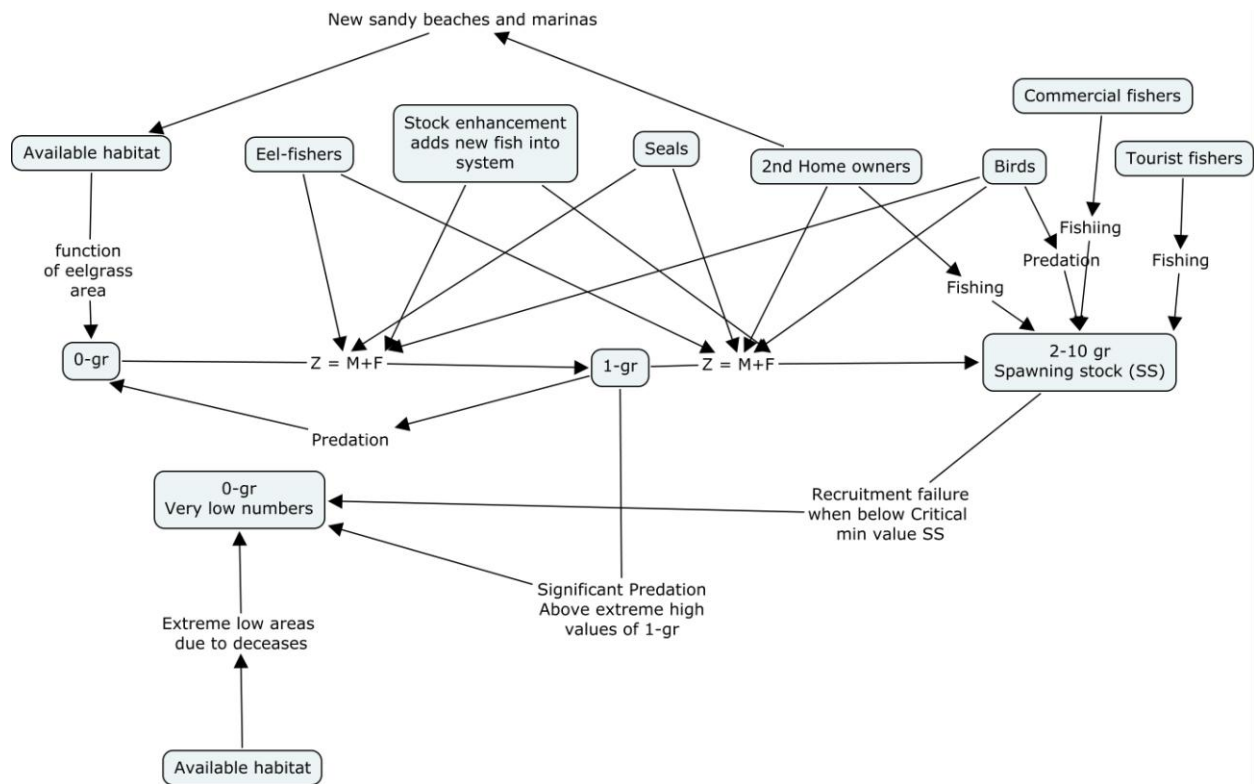 New sandy beaches and marinas
Commercial fishers
Available habitat
Eel-fishers
Stock enhancement
adds new fish into
system
Seals
2nd Home owners
Birds
Tourist fishers
function
of eelgrass
area
Fishiing
Predation
Fishing
Fishing
0-gr
Z = M+F
1-gr
Z = M+F
2-10 gr
Spawning stock (SS)
Predation
0-gr
Very low numbers
Recruitment failure
when below Critical
min value SS
Significant Predation
Above extreme high
values of 1-gr
Extreme low areas
due to deceases
Available habitat